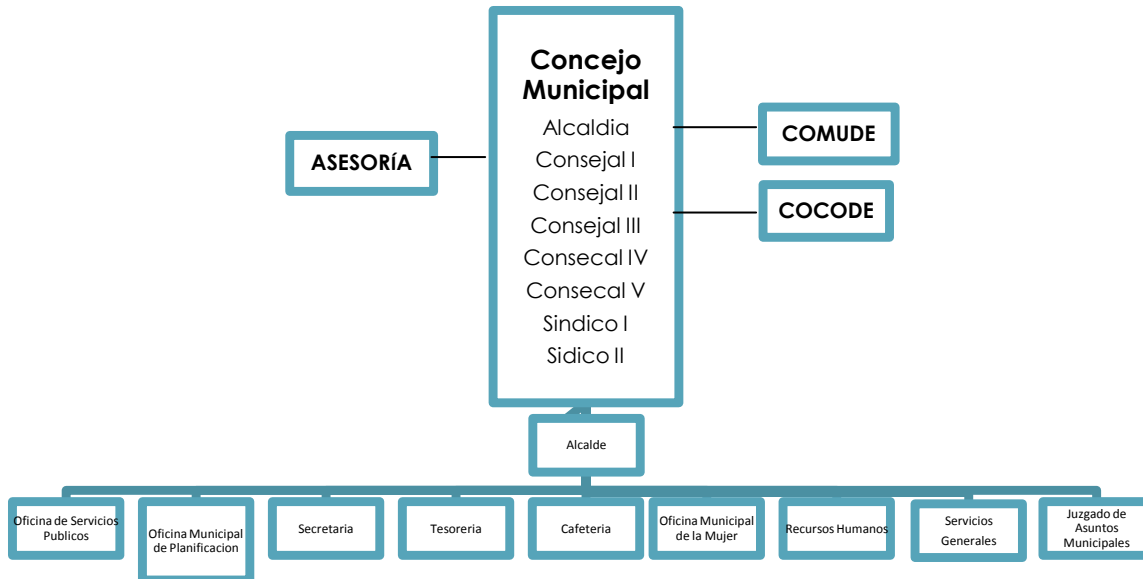 Concejo
Municipal
Alcaldia
Consejal I
Consejal II
Consejal III
Consecal IV
Consecal V
Sindico I
Sidico II
ASESORíA
COMUDE
COCODE
Alcalde
Oficina de Servicios
Publicos
Oficina Municipal
de Planificacion
Secretaria
Tesoreria
Cafeteria
Oficina Municipal
de la Mujer
Recursos Humanos
Servicios
Generales
Juzgado de
Asuntos
Municipales